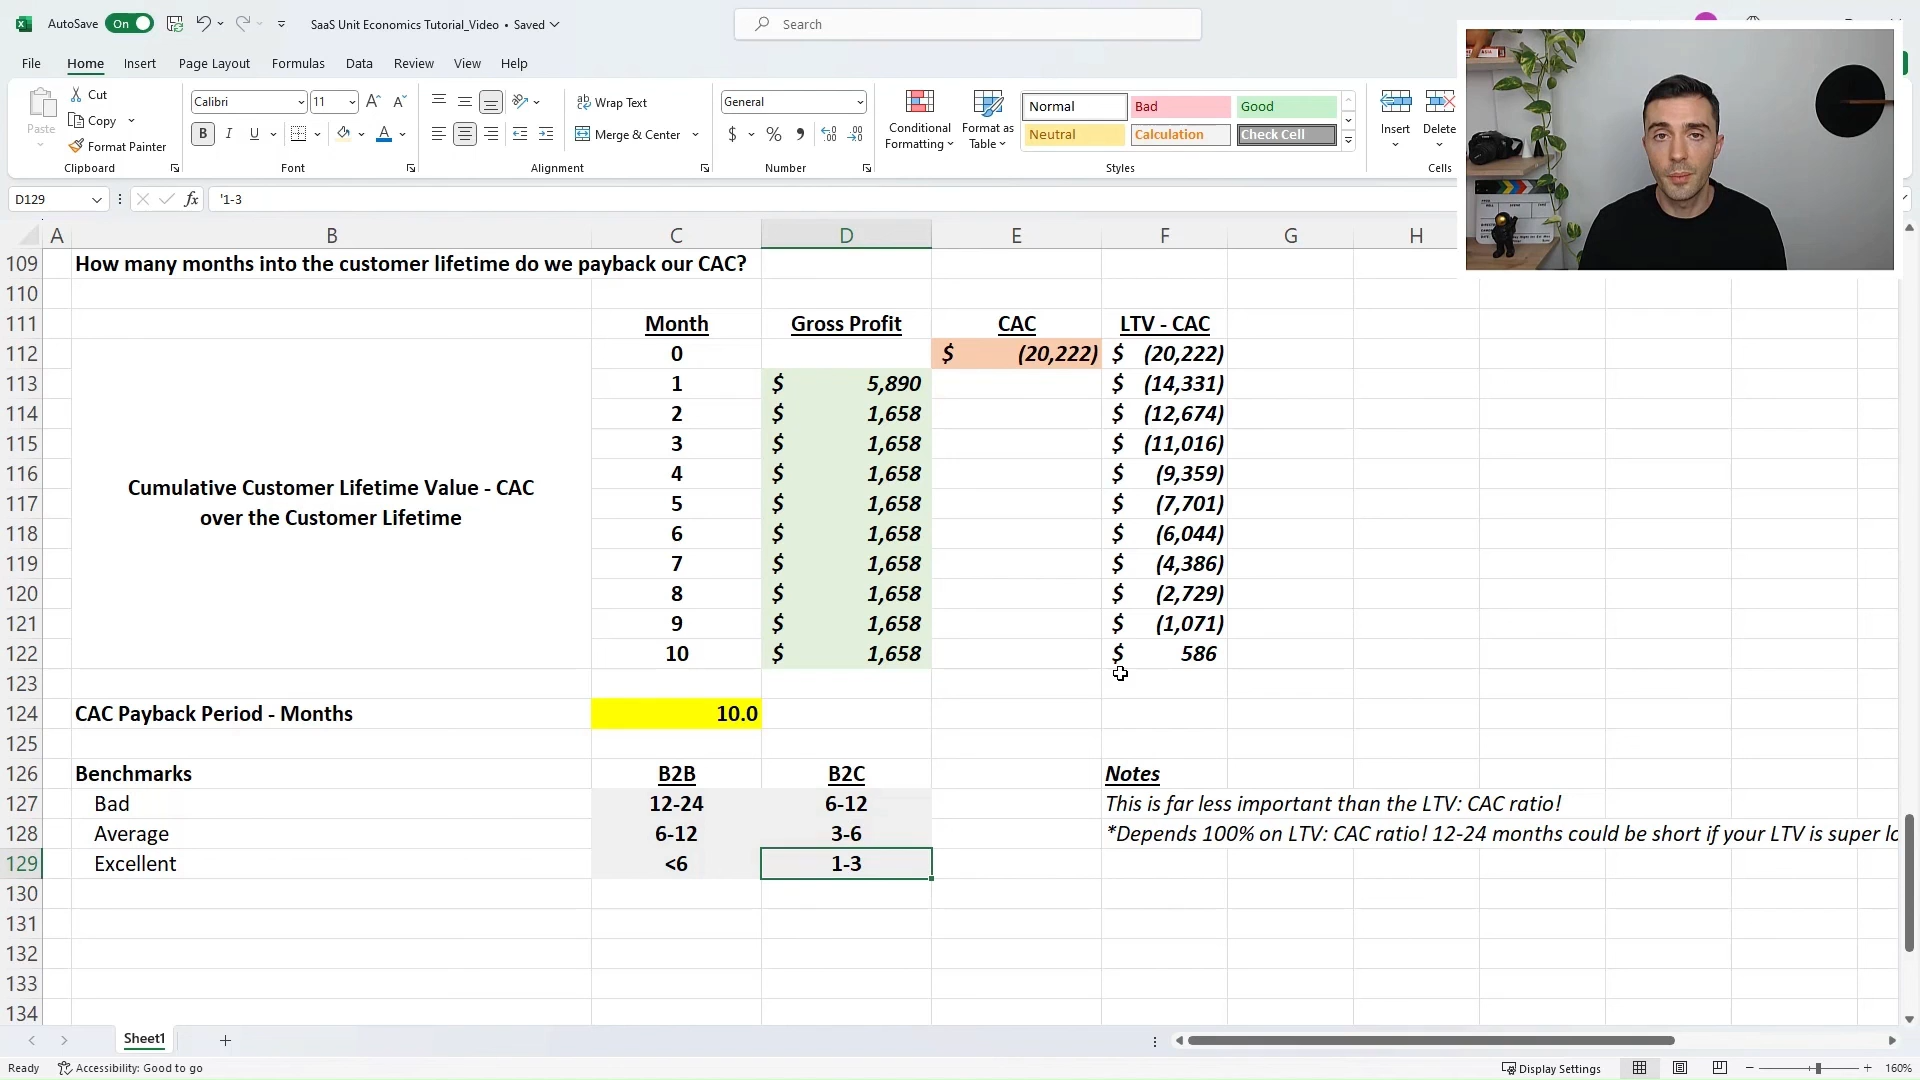 AutoSave On SaaS Unit Economics Tutorial_Video • Saved Search
File Home Insert Page Layout Formulas Data Review View Help
Paste Cut Copy Format Painter
Calibri 11
B I U A
Wrap Text
Merge & Center
General
$ % ,
Conditional Formatting
Format as Table
Normal Bad Good
Neutral Calculation Check Cell
Insert Delete
Clipboard Font Alignment Number Styles Cells
D129 fx '1-3
A B C D E F G H
109 How many months into the customer lifetime do we payback our CAC?
110
111 Month Gross Profit CAC LTV - CAC
112 0 $ (20,222) $ (20,222)
113 1 $ 5,890 $ (14,331)
114 2 $ 1,658 $ (12,674)
115 3 $ 1,658 $ (11,016)
116 4 $ 1,658 $ (9,359)
Cumulative Customer Lifetime Value - CAC
117 5 $ 1,658 $ (7,701)
over the Customer Lifetime
118 6 $ 1,658 $ (6,044)
119 7 $ 1,658 $ (4,386)
120 8 $ 1,658 $ (2,729)
121 9 $ 1,658 $ (1,071)
122 10 $ 1,658 $ 586
123
124 CAC Payback Period - Months 10.0
125
126 Benchmarks B2B B2C Notes
127 Bad 12-24 6-12 This is far less important than the LTV: CAC ratio!
128 Average 6-12 3-6 *Depends 100% on LTV: CAC ratio! 12-24 months could be short if your LTV is super lo
129 Excellent <6 1-3
130
131
132
133
134
Sheet1
Ready Accessibility: Good to go Display Settings 160%